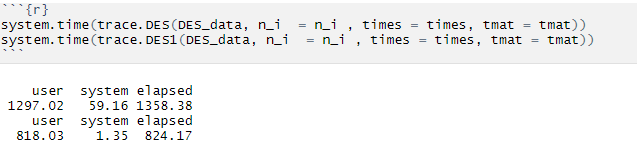 ```{r}
system.time(trace.DES(DES_data, n_i = n_i , times = times, tmat = tmat))
system.time(trace.DES1(DES_data, n_i = n_i , times = times, tmat = tmat))
```
user system elapsed
1297.02 59.16 1358.38
user system elapsed
818.03 1.35 824.17